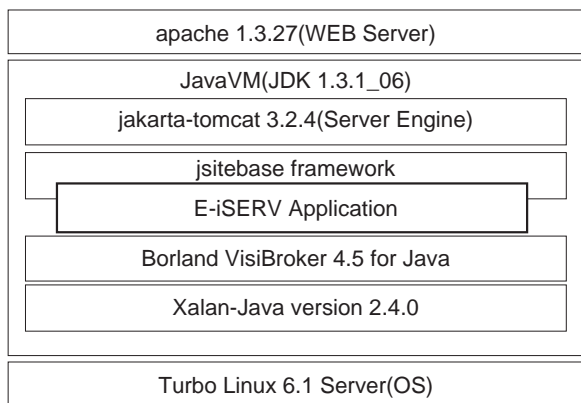 apache 1.3.27(WEB Server)
JavaVM(JDK 1.3.1_06)
jakarta-tomcat 3.2.4(Server Engine)
jsitebase framework
E-iSERV Application
Borland VisiBroker 4.5 for Java
Xalan-Java version 2.4.0
Turbo Linux 6.1 Server(OS)